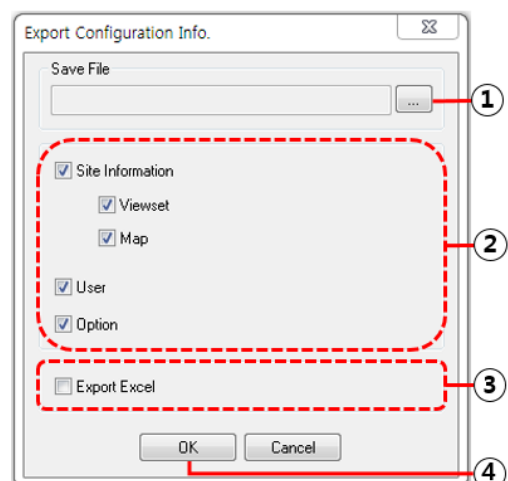 Export Configuration Info.
Save File
... 1
Site Information
Viewset
Map
2
User
Option
Export Excel 3
OK Cancel
4